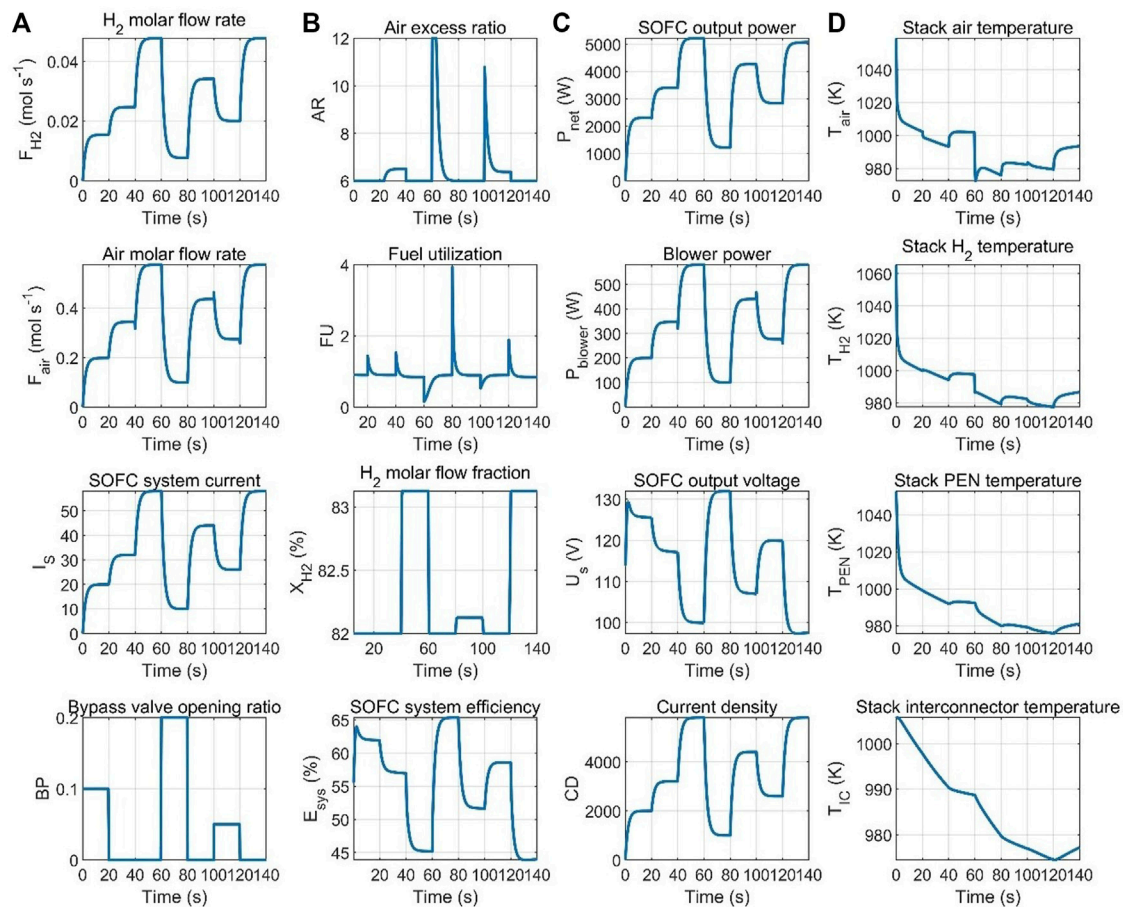 A
H2 molar flow rate
0.04
0.02
0
FH2 (mol s-1)
0 20 40 60 80 100 120 140
Time (s)
B
Air excess ratio
12
10
8
6
AR
0 20 40 60 80 100 120 140
Time (s)
C
SOFC output power
5000
4000
3000
2000
1000
0
Pnet (W)
0 20 40 60 80 100 120 140
Time (s)
D
Stack air temperature
1040
1020
1000
980
Tair (K)
0 20 40 60 80 100 120 140
Time (s)
Air molar flow rate
0.4
0.2
0
Fair (mol s-1)
0 20 40 60 80 100 120 140
Time (s)
Fuel utilization
4
2
0
FU
20 40 60 80 100 120 140
Time (s)
Blower power
500
400
300
200
100
0
Pblower (W)
0 20 40 60 80 100 120 140
Time (s)
Stack H2 temperature
1060
1040
1020
1000
980
TH2 (K)
0 20 40 60 80 100 120 140
Time (s)
SOFC system current
50
40
30
20
10
0
IS
0 20 40 60 80 100 120 140
Time (s)
H2 molar flow fraction
83
82.5
82
XH2 (%)
20 60 100 140
Time (s)
SOFC output voltage
130
120
110
100
Us (V)
0 20 40 60 80 100 120 140
Time (s)
Stack PEN temperature
1040
1020
1000
980
TPEN (K)
0 20 40 60 80 100 120 140
Time (s)
Bypass valve opening ratio
0.2
0.1
0
BP
0 20 40 60 80 100 120 140
Time (s)
SOFC system efficiency
65
60
55
50
45
Esys (%)
20 40 60 80 100 120 140
Time (s)
Current density
4000
2000
0
CD
0 20 40 60 80 100 120 140
Time (s)
Stack interconnector temperature
1000
990
980
TIC (K)
0 20 40 60 80 100 120 140
Time (s)